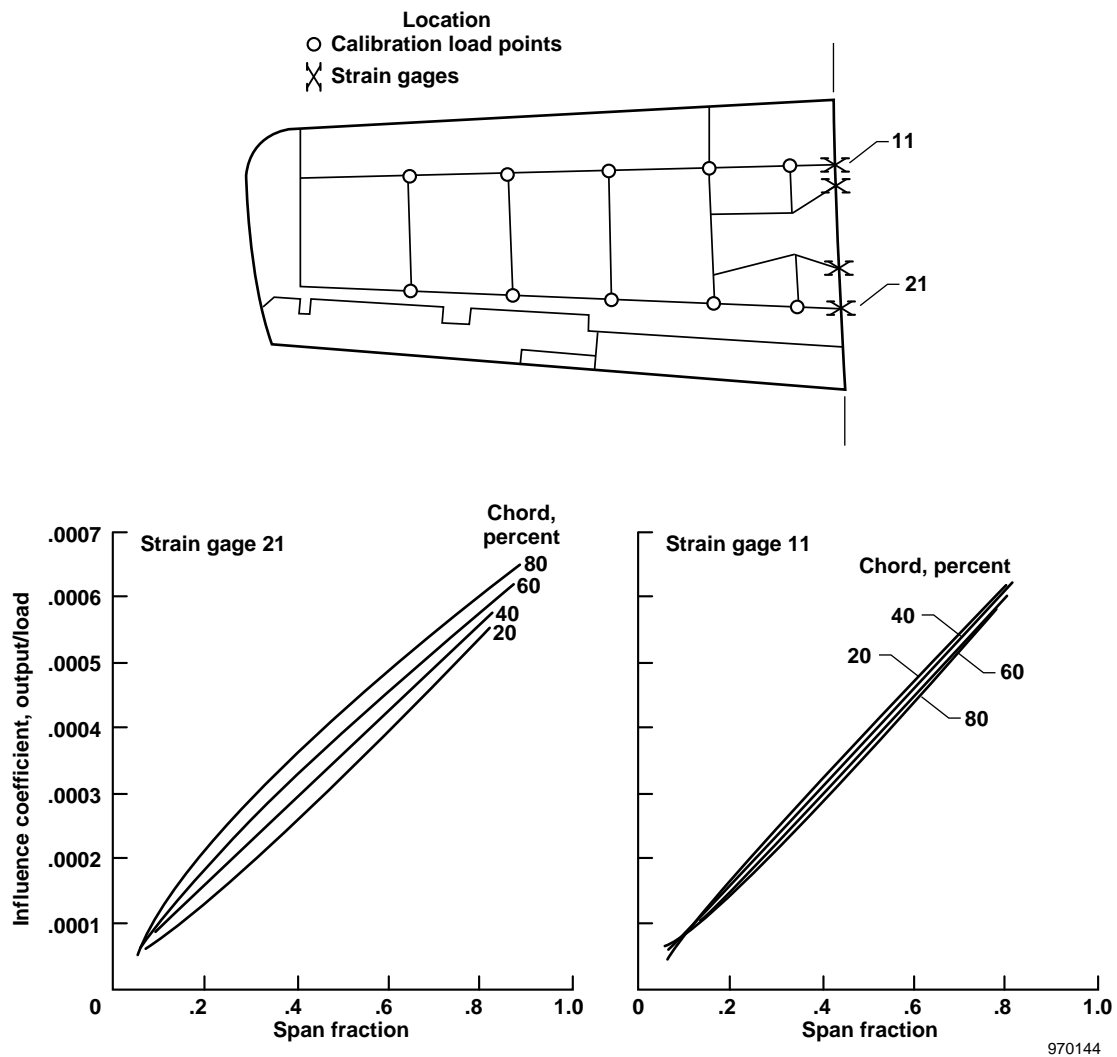 Location
Calibration load points
Strain gages
11
21
Strain gage 21
Chord,
percent
80
60
40
20
.0007
.0006
.0005
.0004
.0003
.0002
.0001
Influence coefficient, output/load
0 .2 .4 .6 .8 1.0
Span fraction
Strain gage 11
Chord, percent
40
20
60
80
0 .2 .4 .6 .8 1.0
Span fraction
970144